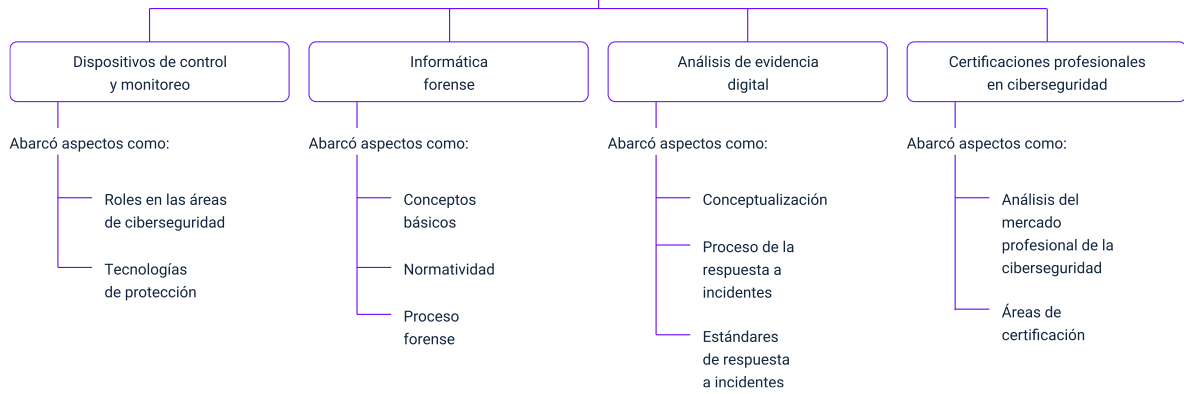 Dispositivos de control
y monitoreo
Abarcó aspectos como:
Roles en las áreas
de ciberseguridad
Tecnologías
de protección
Informática
forense
Abarcó aspectos como:
Conceptos
básicos
Normatividad
Proceso
forense
Análisis de evidencia
digital
Abarcó aspectos como:
Conceptualización
Proceso de la
respuesta a
incidentes
Estándares
de respuesta
a incidentes
Certificaciones profesionales
en ciberseguridad
Abarcó aspectos como:
Análisis del
mercado
profesional de la
ciberseguridad
Áreas de
certificación